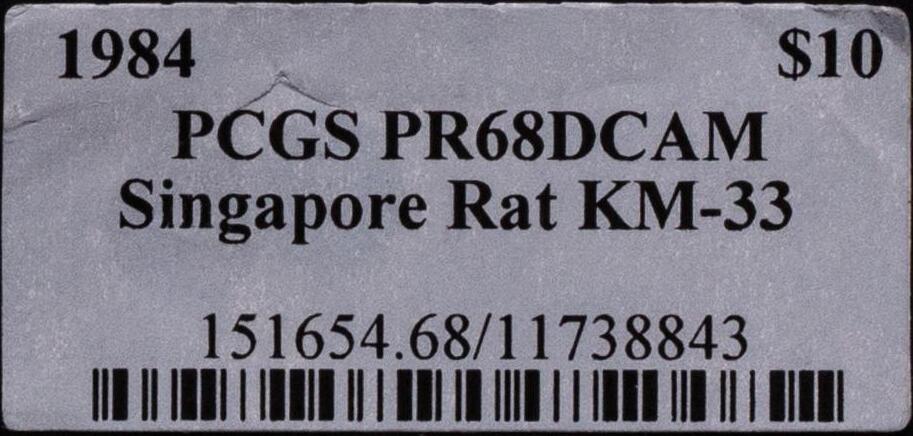 1984 $10
PCGS PR68DCAM
Singapore Rat KM-33
151654.68/11738843